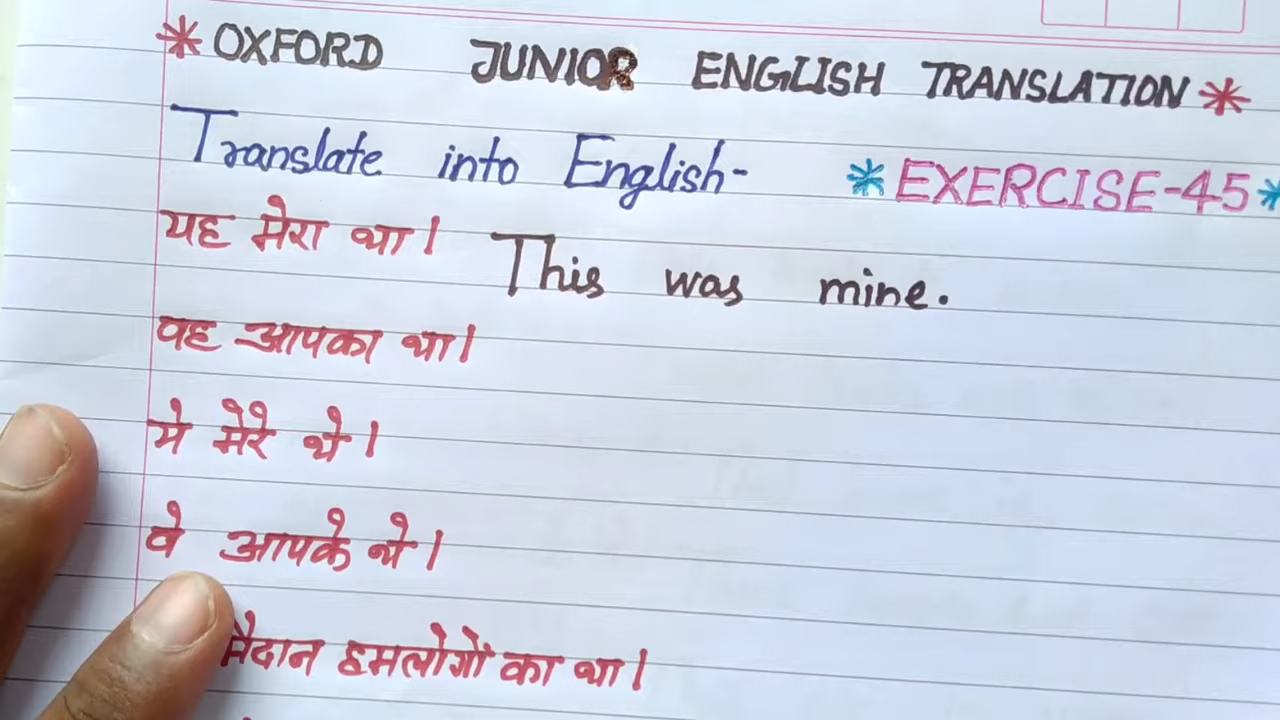 * OXFORD JUNIOR ENGLISH TRANSLATION *
Translate into English- * EXERCISE-45 *
यह मेरा था। This was mine.
वह आपका था।
ये मेरे थे।
वे आपके थे।
मैदान हमलोगों का था।